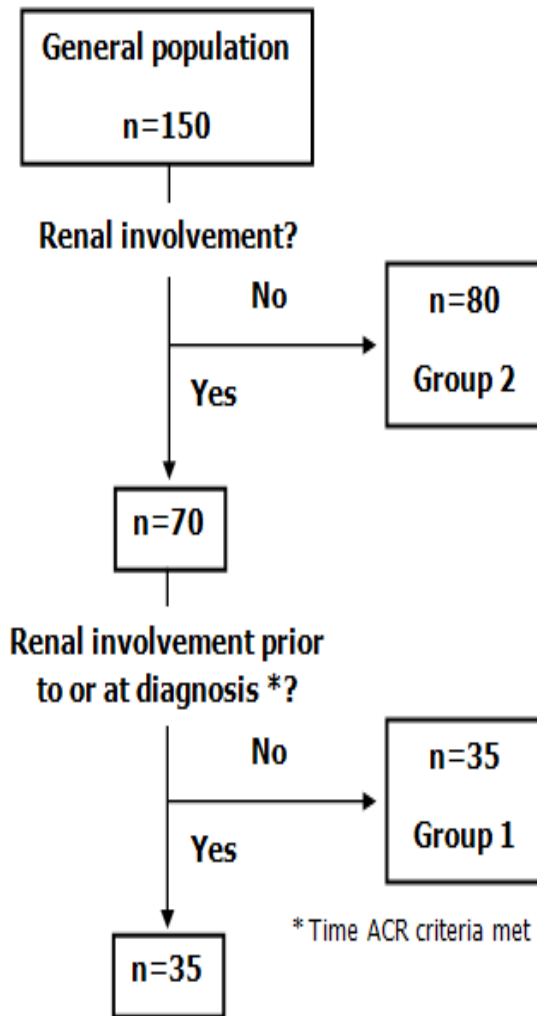 General population
n=150
Renal involvement?
No
n=80
Group 2
Yes
n=70
Renal involvement prior
to or at diagnosis *?
No
n=35
Group 1
Yes
* Time ACR criteria met
n=35